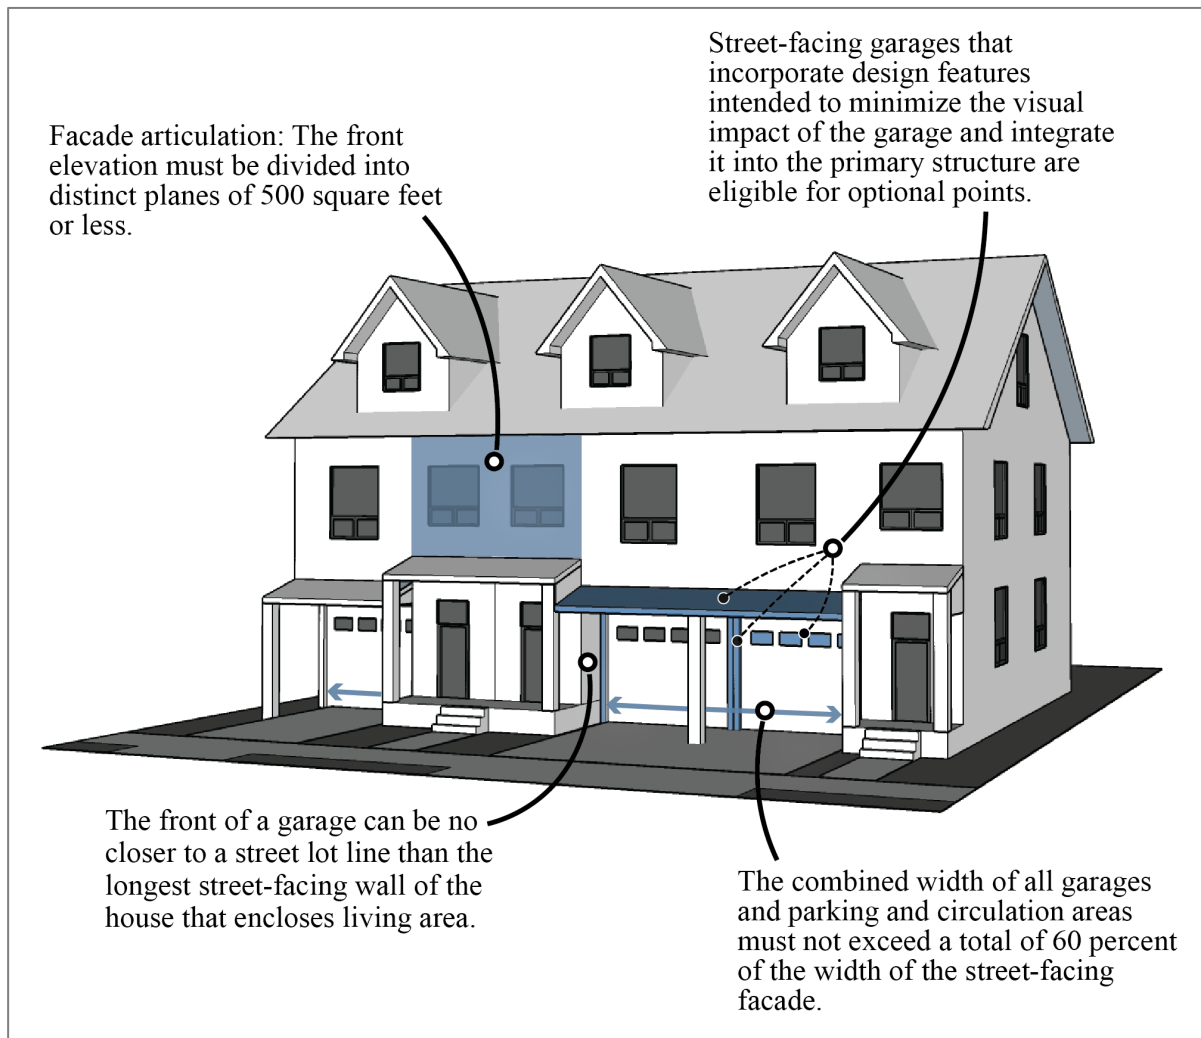 Street-facing garages that
incorporate design features
intended to minimize the visual
impact of the garage and integrate
it into the primary structure are
eligible for optional points.
Facade articulation: The front
elevation must be divided into
distinct planes of 500 square feet
or less.
The front of a garage can be no
closer to a street lot line than the
longest street-facing wall of the
house that encloses living area.
The combined width of all garages
and parking and circulation areas
must not exceed a total of 60 percent
of the width of the street-facing
facade.